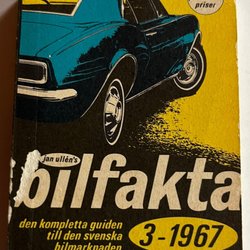 priser
jan ullén's
bilfakta
den kompletta guiden
till den svenska
bilmarknaden
3-1967